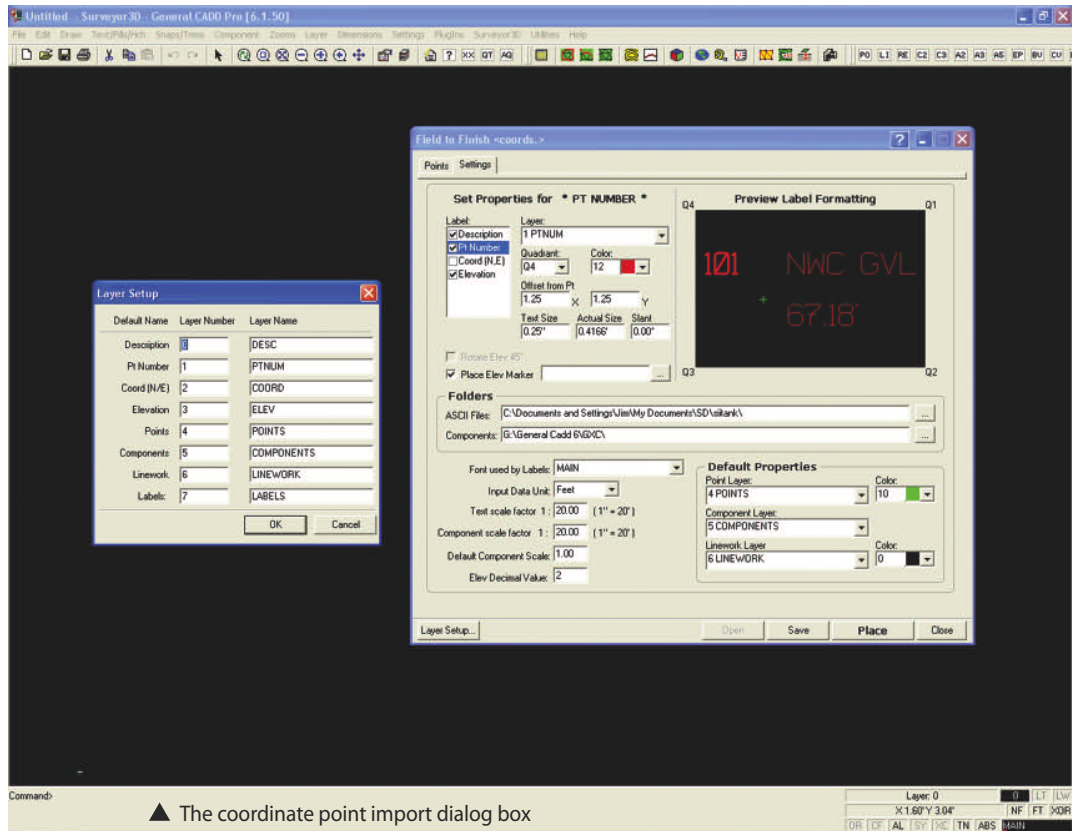 Untitled - Surveyor3D - General CADD Pro [6.1.50]
File Edit Draw Text/Fills/Htch Snaps/Trims Component Zooms Layer Dimensions Settings PlugIns Surveyor3D Utilities Help
? XX QT AQ PO LI RE C2 C3 A2 A3 A5 EP BU CU
Field to Finish <coords.>
Points Settings
Set Properties for * PT NUMBER *
Label:
Description
Pt Number
Coord (N,E)
Elevation
Layer:
1 PTNUM
Quadrant: Color:
Q4 12
Offset from Pt
1.25 X 1.25 Y
Text Size Actual Size Slant
0.25" 0.4166' 0.00°
Rotate Elev 45°
Place Elev Marker ...
Preview Label Formatting
Q4 Q1
101 NWC GVL
67.18'
Q3 Q2
Folders
ASCII Files: C:\Documents and Settings\Jim\My Documents\SD\siltank\ ...
Components: G:\General Cadd 6\GXC\ ...
Font used by Labels: MAIN
Input Data Unit: Feet
Text scale factor 1 : 20.00 ( 1" = 20' )
Component scale factor 1 : 20.00 ( 1" = 20' )
Default Component Scale: 1.00
Elev Decimal Value: 2
Default Properties
Point Layer: Color:
4 POINTS 10
Component Layer:
5 COMPONENTS
Linework Layer Color:
6 LINEWORK 0
Layer Setup... Open Save Place Close
Layer Setup
Default Name Layer Number Layer Name
Description 0 DESC
Pt Number 1 PTNUM
Coord (N/E) 2 COORD
Elevation 3 ELEV
Points 4 POINTS
Components 5 COMPONENTS
Linework 6 LINEWORK
Labels: 7 LABELS
OK Cancel
Command>
Layer: 0 0 LT LW
X 1.60" Y 3.04" NF FT XOR
OR CF AL SY XC TN ABS MAIN
▲ The coordinate point import dialog box